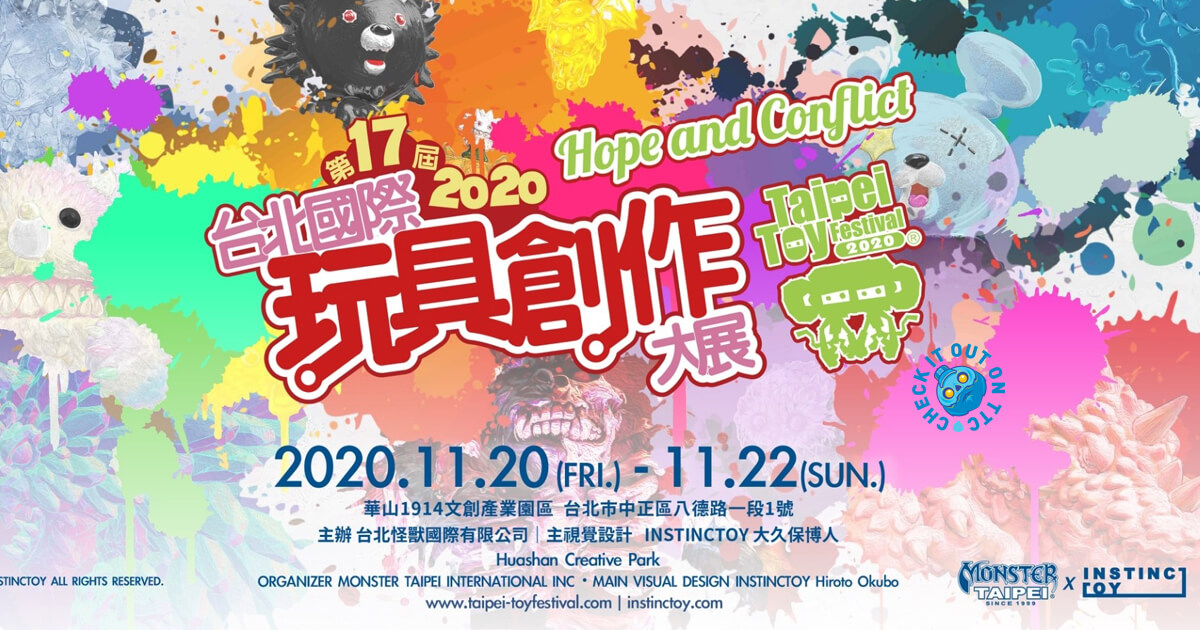 第17屆
2020
Hope and Conflict
台北國際
玩具創作
大展
Taipei
Toy Festival
2020 ®
CHECK IT OUT ON TTC
2020.11.20(FRI.) - 11.22(SUN.)
華山1914文創產業園區 台北市中正區八德路一段1號
主辦 台北怪獸國際有限公司│主視覺設計 INSTINCTOY 大久保博人
Huashan Creative Park
STINCTOY ALL RIGHTS RESERVED.
ORGANIZER MONSTER TAIPEI INTERNATIONAL INC・MAIN VISUAL DESIGN INSTINCTOY Hiroto Okubo
www.taipei-toyfestival.com | instinctoy.com
MONSTER
TAIPEI®
SINCE 1999
X
INSTINC
TOY